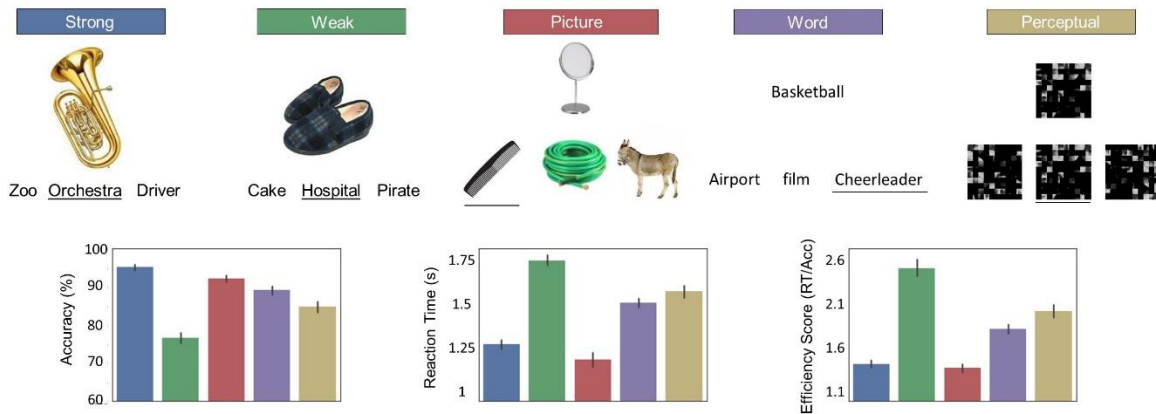 Strong Weak Picture Word Perceptual
Basketball
Zoo Orchestra Driver Cake Hospital Pirate Airport film Cheerleader
Accuracy (%)
100
90
80
70
60
Reaction Time (s)
1.75
1.5
1.25
1
Efficiency Score (RT/Acc)
2.6
2.1
1.6
1.1